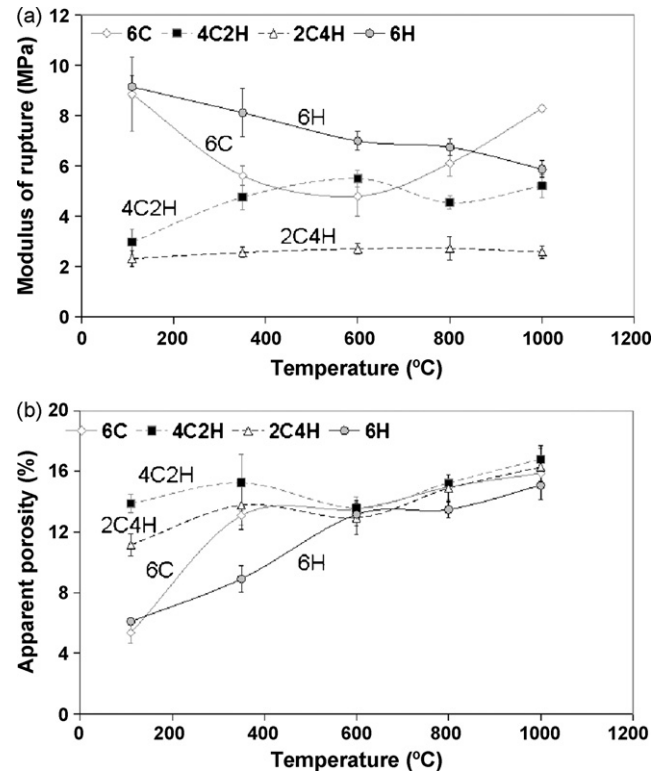 (a)
6C 4C2H 2C4H 6H
12
10
8
6
4
2
0
Modulus of rupture (MPa)
6H
6C
4C2H
2C4H
0 200 400 600 800 1000 1200
Temperature (ºC)
(b)
6C 4C2H 2C4H 6H
20
16
12
8
4
0
Apparent porosity (%)
4C2H
2C4H
6C
6H
0 200 400 600 800 1000 1200
Temperature (ºC)